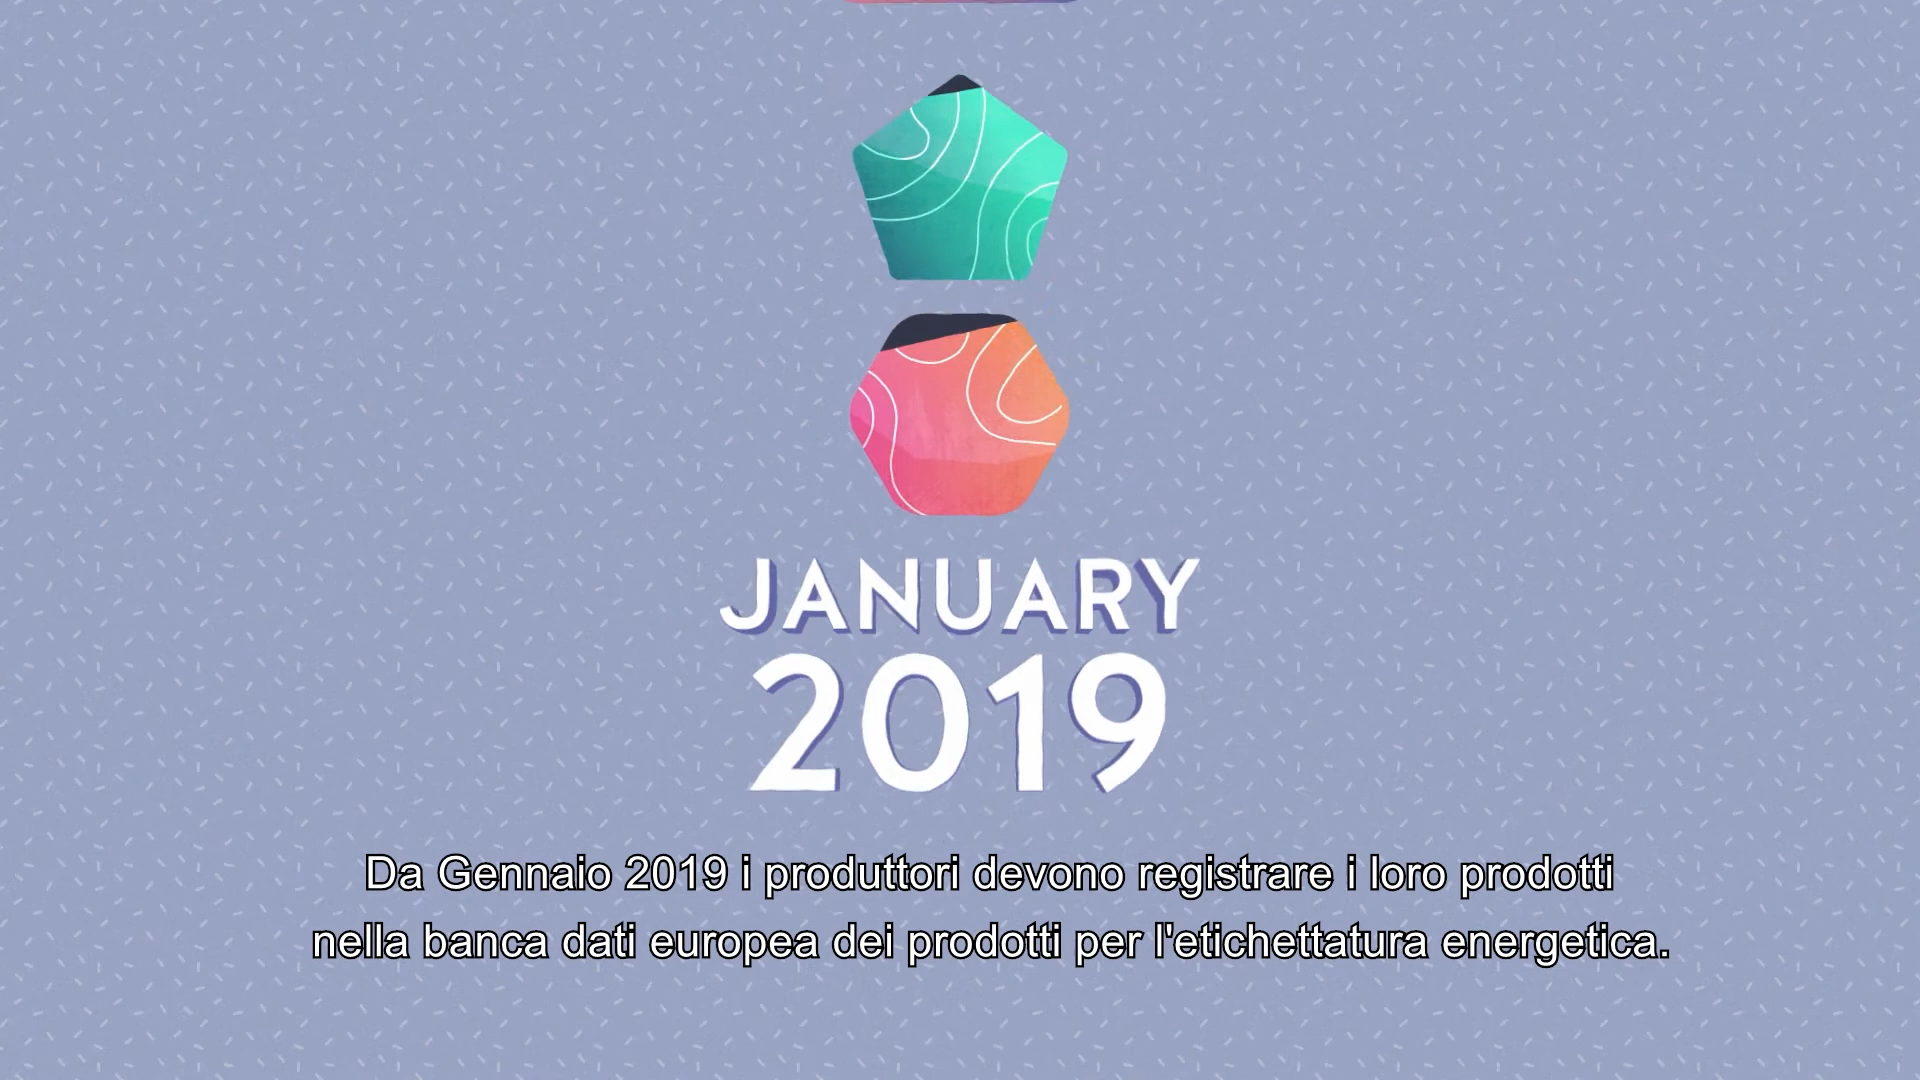 JANUARY
2019
Da Gennaio 2019 i produttori devono registrare i loro prodotti
nella banca dati europea dei prodotti per l'etichettatura energetica.